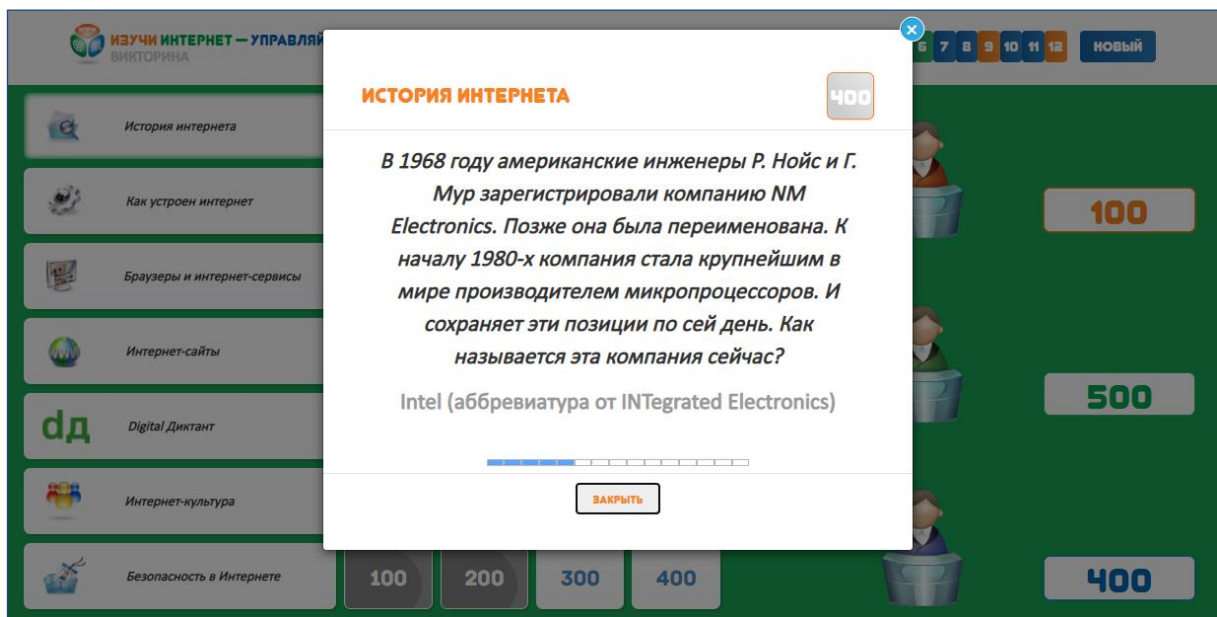 ИЗУЧИ ИНТЕРНЕТ — УПРАВЛЯЙ
ВИКТОРИНА
6 7 8 9 10 11 12
НОВЫЙ
История интернета
Как устроен интернет
Браузеры и интернет-сервисы
Интернет-сайты
dд
Digital Диктант
Интернет-культура
Безопасность в Интернете
ИСТОРИЯ ИНТЕРНЕТА
400
В 1968 году американские инженеры Р. Нойс и Г.
Мур зарегистрировали компанию NM
Electronics. Позже она была переименована. К
началу 1980-х компания стала крупнейшим в
мире производителем микропроцессоров. И
сохраняет эти позиции по сей день. Как
называется эта компания сейчас?
Intel (аббревиатура от INTegrated Electronics)
ЗАКРЫТЬ
100 200 300 400
100
500
400